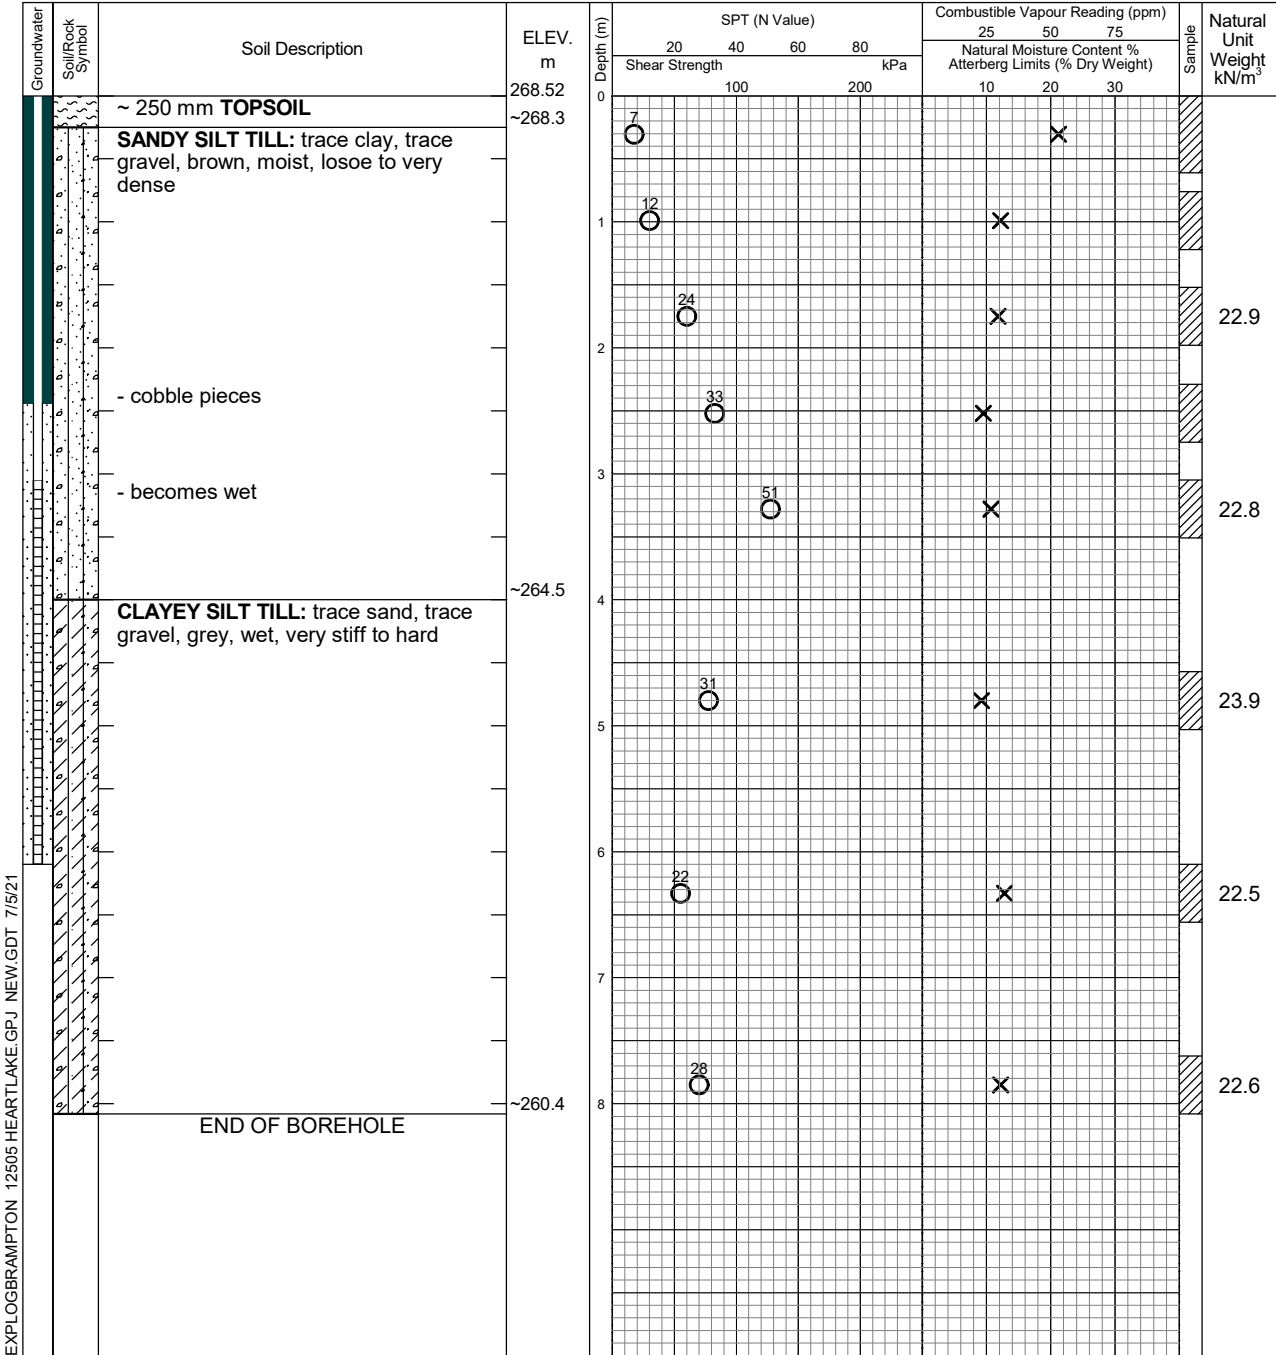 Groundwater
Soil/Rock
Symbol
Soil Description
ELEV.
m
Depth (m)
SPT (N Value)
20 40 60 80
Shear Strength kPa
100 200
Combustible Vapour Reading (ppm)
25 50 75
Natural Moisture Content %
Atterberg Limits (% Dry Weight)
10 20 30
Sample
Natural
Unit
Weight
kN/m³
268.52
0
~ 250 mm TOPSOIL
~268.3
7
SANDY SILT TILL: trace clay, trace
gravel, brown, moist, losoe to very
dense
12
1
24
22.9
2
- cobble pieces
33
3
- becomes wet
51
22.8
~264.5
4
CLAYEY SILT TILL: trace sand, trace
gravel, grey, wet, very stiff to hard
31
23.9
5
6
22
22.5
7
28
22.6
~260.4
8
END OF BOREHOLE
EXPLOGBRAMPTON 12505 HEARTLAKE.GPJ NEW.GDT 7/5/21